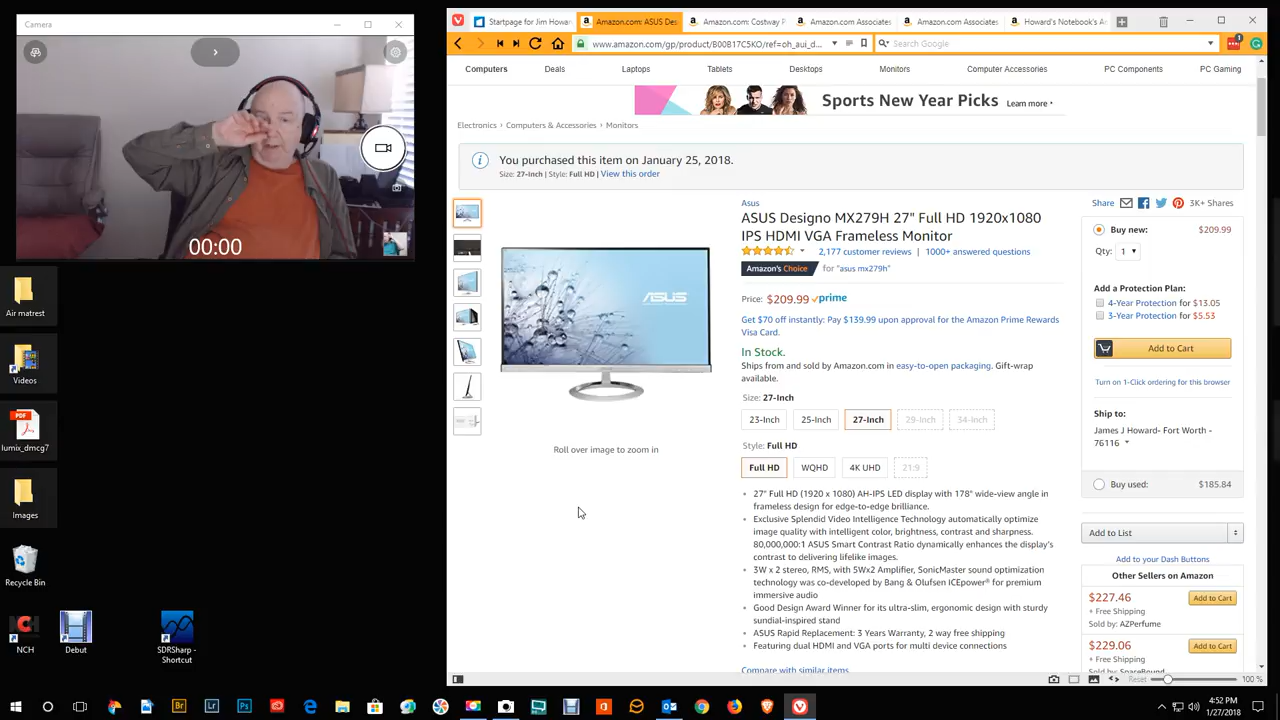 Camera
00:00
Air matrest
Videos
lumix_dmcg7
Images
Recycle Bin
NCH
Debut
SDRSharp -
Shortcut
Startpage for Jim Howard
Amazon.com: ASUS Des
Amazon.com: Costway P
Amazon.com Associates
Amazon.com Associates
Howard's Notebook's A
www.amazon.com/gp/product/B00B17C5KO/ref=oh_aui_d...
Search Google
Computers Deals Laptops Tablets Desktops Monitors Computer Accessories PC Components PC Gaming
Sports New Year Picks Learn more
Electronics › Computers & Accessories › Monitors
You purchased this item on January 25, 2018.
Size: 27-Inch | Style: Full HD | View this order
ASUS
Roll over image to zoom in
Asus
ASUS Designo MX279H 27" Full HD 1920x1080
IPS HDMI VGA Frameless Monitor
2,177 customer reviews | 1000+ answered questions
Amazon's Choice for "asus mx279h"
Price: $209.99 prime
Get $70 off instantly: Pay $139.99 upon approval for the Amazon Prime Rewards
Visa Card.
In Stock.
Ships from and sold by Amazon.com in easy-to-open packaging. Gift-wrap
available.
Size: 27-Inch
23-Inch 25-Inch 27-Inch 29-Inch 34-Inch
Style: Full HD
Full HD WQHD 4K UHD 21:9
27" Full HD (1920 x 1080) AH-IPS LED display with 178° wide-view angle in
frameless design for edge-to-edge brilliance.
Exclusive Splendid Video Intelligence Technology automatically optimize
image quality with intelligent color, brightness, contrast and sharpness.
80,000,000:1 ASUS Smart Contrast Ratio dynamically enhances the display's
contrast to delivering lifelike images.
3W x 2 stereo, RMS, with 5Wx2 Amplifier, SonicMaster sound optimization
technology was co-developed by Bang & Olufsen ICEpower® for premium
immersive audio
Good Design Award Winner for its ultra-slim, ergonomic design with sturdy
sundial-inspired stand
ASUS Rapid Replacement: 3 Years Warranty, 2 way free shipping
Featuring dual HDMI and VGA ports for multi device connections
Compare with similar items
Share 3K+ Shares
Buy new: $209.99
Qty: 1
Add a Protection Plan:
4-Year Protection for $13.05
3-Year Protection for $5.53
Add to Cart
Turn on 1-Click ordering for this browser
Ship to:
James J Howard- Fort Worth -
76116
Buy used: $185.84
Add to List
Add to your Dash Buttons
Other Sellers on Amazon
$227.46 Add to Cart
+ Free Shipping
Sold by: AZPerfume
$229.06 Add to Cart
+ Free Shipping
Sold by: SpaceBound
Reset 100 %
4:52 PM
1/27/2018